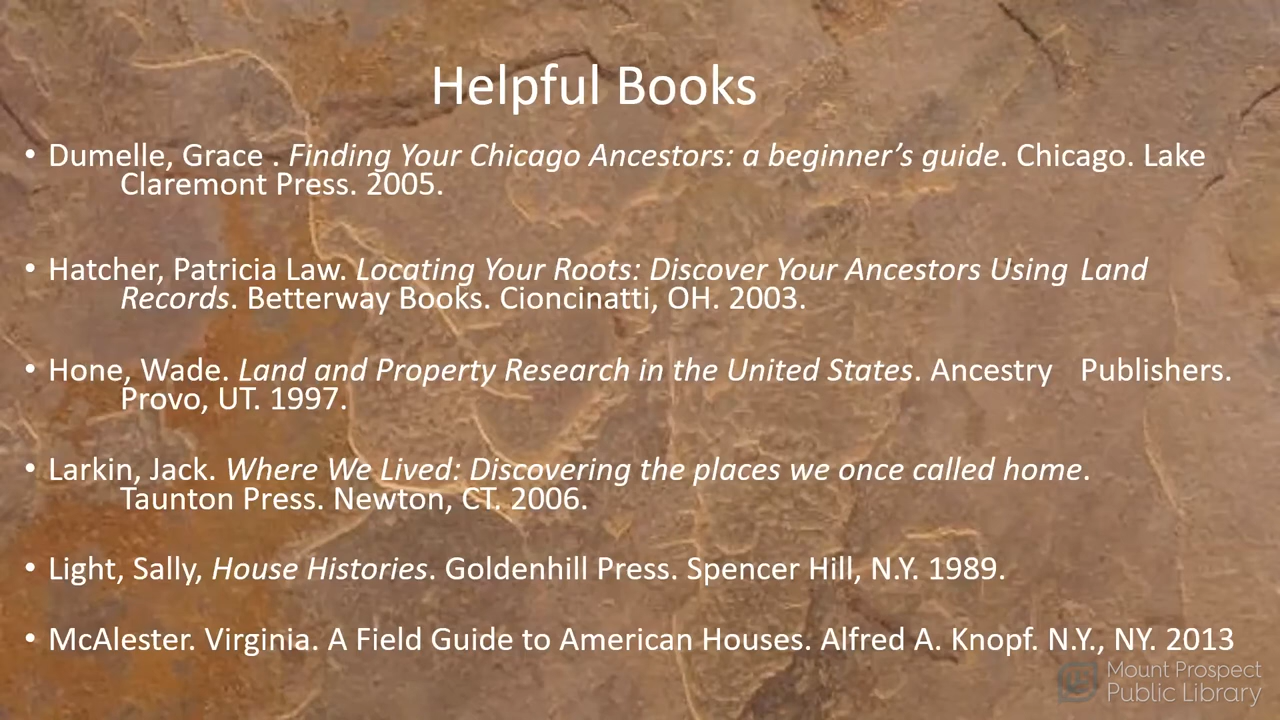 Helpful Books
• Dumelle, Grace . Finding Your Chicago Ancestors: a beginner’s guide. Chicago. Lake
Claremont Press. 2005.
• Hatcher, Patricia Law. Locating Your Roots: Discover Your Ancestors Using Land
Records. Betterway Books. Cioncinatti, OH. 2003.
• Hone, Wade. Land and Property Research in the United States. Ancestry Publishers.
Provo, UT. 1997.
• Larkin, Jack. Where We Lived: Discovering the places we once called home.
Taunton Press. Newton, CT. 2006.
• Light, Sally, House Histories. Goldenhill Press. Spencer Hill, N.Y. 1989.
• McAlester. Virginia. A Field Guide to American Houses. Alfred A. Knopf. N.Y., NY. 2013
Mount Prospect
Public Library